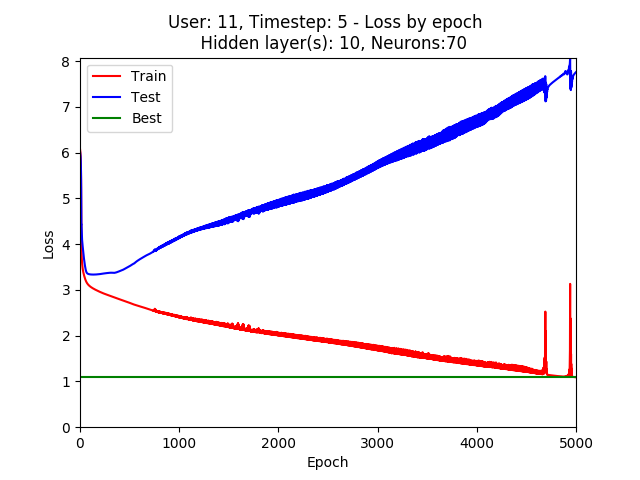 User: 11, Timestep: 5 - Loss by epoch
Hidden layer(s): 10, Neurons:70
Train
Test
Best
8
7
6
5
4
3
2
1
0
Loss
0 1000 2000 3000 4000 5000
Epoch